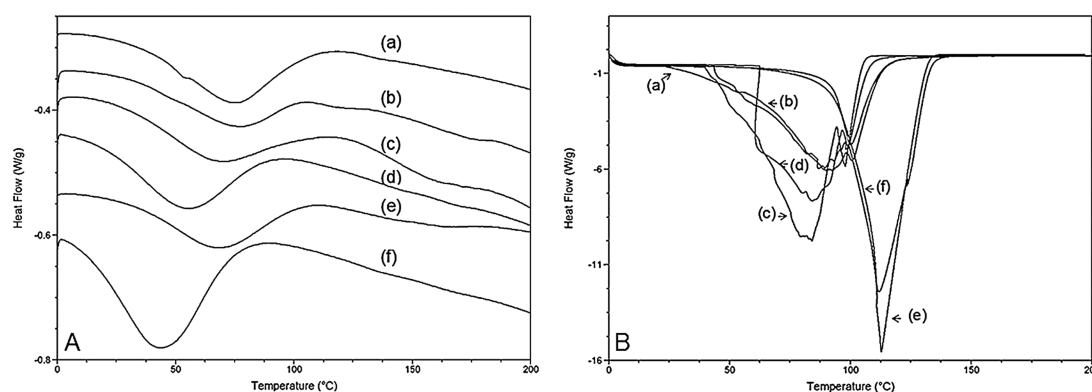 (a)
-0.4
(b)
(c)
(d)
Heat Flow (W/g)
-0.6
(e)
(f)
A
-0.8
0 50 100 150 200
Temperature (°C)
-1
(a)
(b)
-6
(d)
(f)
(c)
Heat Flow (W/g)
-11
(e)
B
-16
0 50 100 150 200
Temperature (°C)